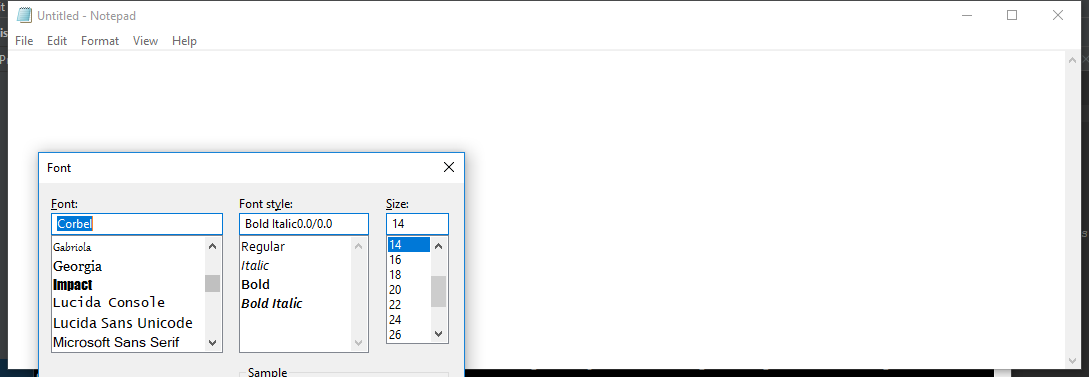 Untitled - Notepad
File Edit Format View Help
Font
Font: Font style: Size:
Corbel Bold Italic0.0/0.0 14
Gabriola Regular 14
Georgia Italic 16
Impact Bold 18
Lucida Console Bold Italic 20
Lucida Sans Unicode 22
Microsoft Sans Serif 24
26
Sample